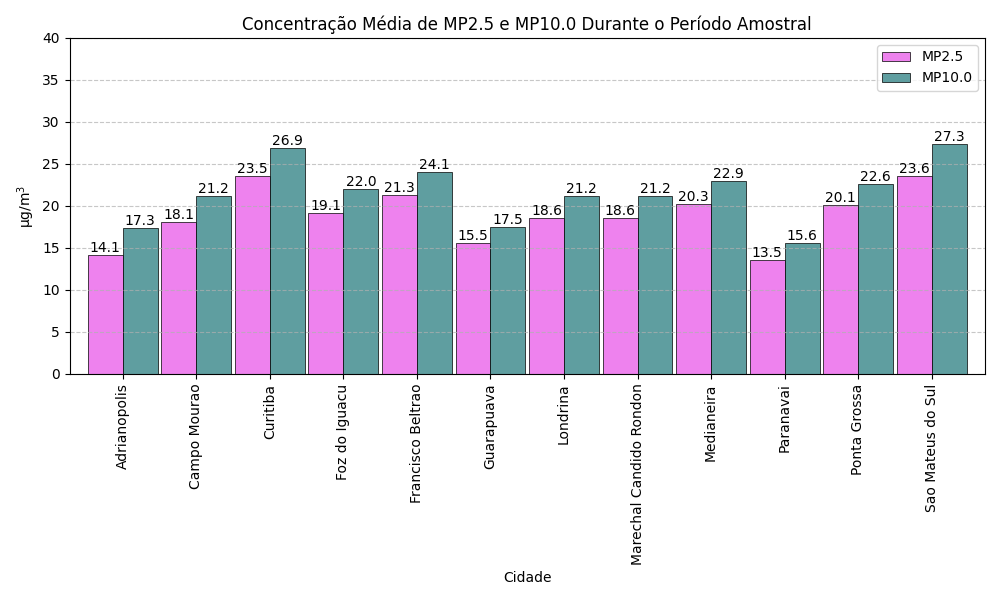 Concentração Média de MP2.5 e MP10.0 Durante o Período Amostral
40
35
30
25
20
15
10
5
0
µg/m³
MP2.5
MP10.0
14.1
17.3
18.1
21.2
23.5
26.9
19.1
22.0
21.3
24.1
15.5
17.5
18.6
21.2
18.6
21.2
20.3
22.9
13.5
15.6
20.1
22.6
23.6
27.3
Adrianopolis
Campo Mourao
Curitiba
Foz do Iguacu
Francisco Beltrao
Guarapuava
Londrina
Marechal Candido Rondon
Medianeira
Paranavai
Ponta Grossa
Sao Mateus do Sul
Cidade